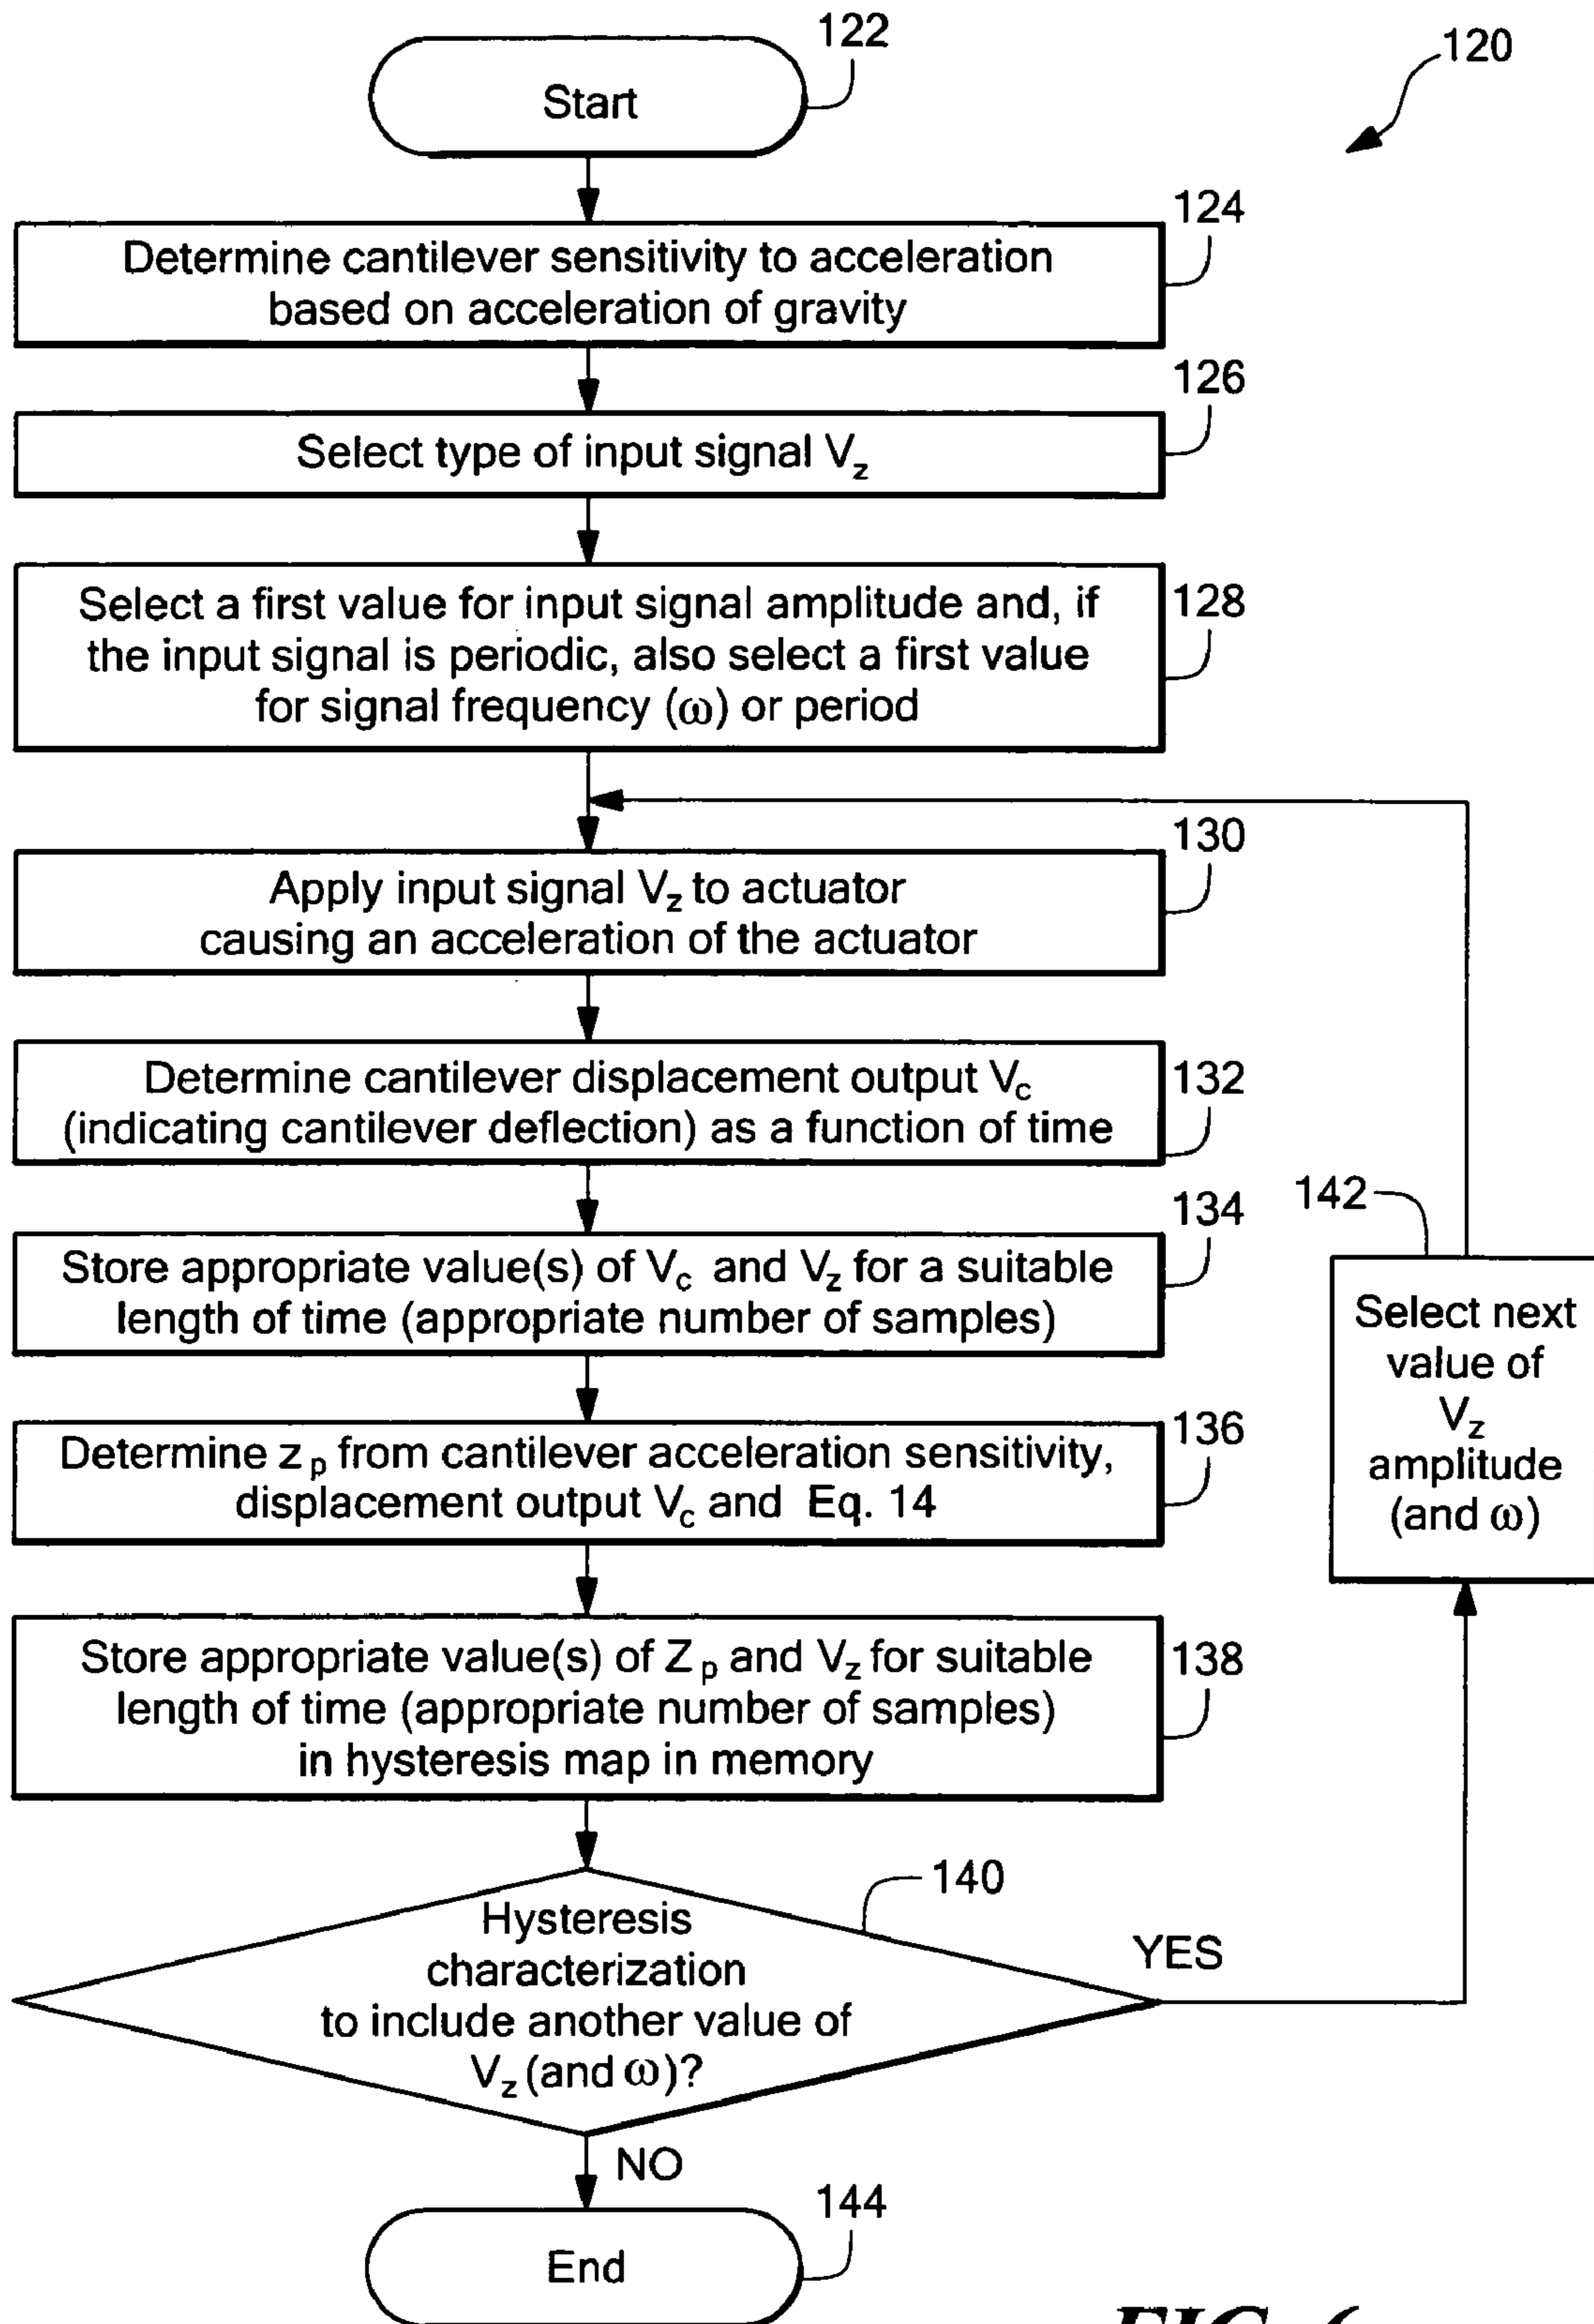 122
120
Start
124
Determine cantilever sensitivity to acceleration
based on acceleration of gravity
126
Select type of input signal Vz
128
Select a first value for input signal amplitude and, if
the input signal is periodic, also select a first value
for signal frequency (ω) or period
130
Apply input signal Vz to actuator
causing an acceleration of the actuator
132
Determine cantilever displacement output Vc
(indicating cantilever deflection) as a function of time
134
Store appropriate value(s) of Vc and Vz for a suitable
length of time (appropriate number of samples)
142
Select next
value of
Vz
amplitude
(and ω)
136
Determine zp from cantilever acceleration sensitivity,
displacement output Vc and Eq. 14
138
Store appropriate value(s) of Zp and Vz for suitable
length of time (appropriate number of samples)
in hysteresis map in memory
140
Hysteresis
characterization
to include another value of
Vz (and ω)?
YES
NO
144
End